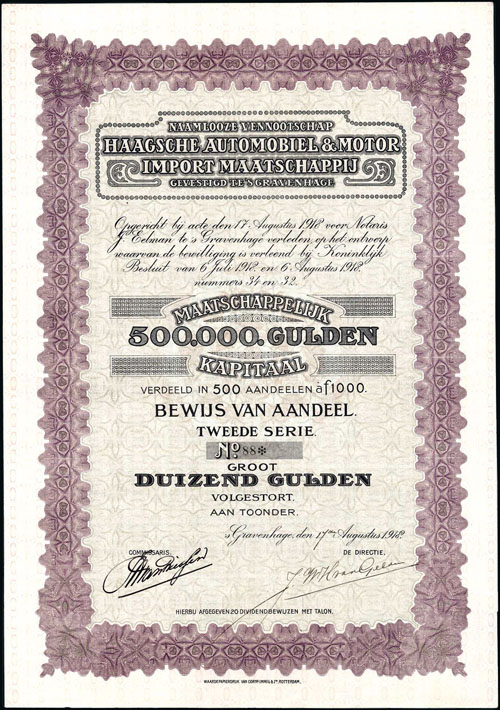 NAAMLOOZE VENNOOTSCHAP
HAAGSCHE AUTOMOBIEL & MOTOR
IMPORT MAATSCHAPPIJ
GEVESTIGD TE 'S GRAVENHAGE
Opgericht bij acte den 17 Augustus 1918 voor Notaris
Eelman te 's Gravenhage verleden, op het ontwerp
waarvan de bewilliging is verleend bij Koninklijk
Besluit van 6 Juli 1918, en 6 Augustus 1918,
nummers 34 en 32.
MAATSCHAPPELIJK
500.000. GULDEN
KAPITAAL
VERDEELD IN 500 AANDEELEN à f 1000.
BEWIJS VAN AANDEEL.
TWEEDE SERIE.
No 88*
GROOT
DUIZEND GULDEN
VOLGESTORT.
AAN TOONDER.
's Gravenhage, den 17den Augustus 1918
COMMISSARIS. DE DIRECTIE,
HIERBIJ AFGEGEVEN 20 DIVIDENDBEWIJZEN MET TALON.